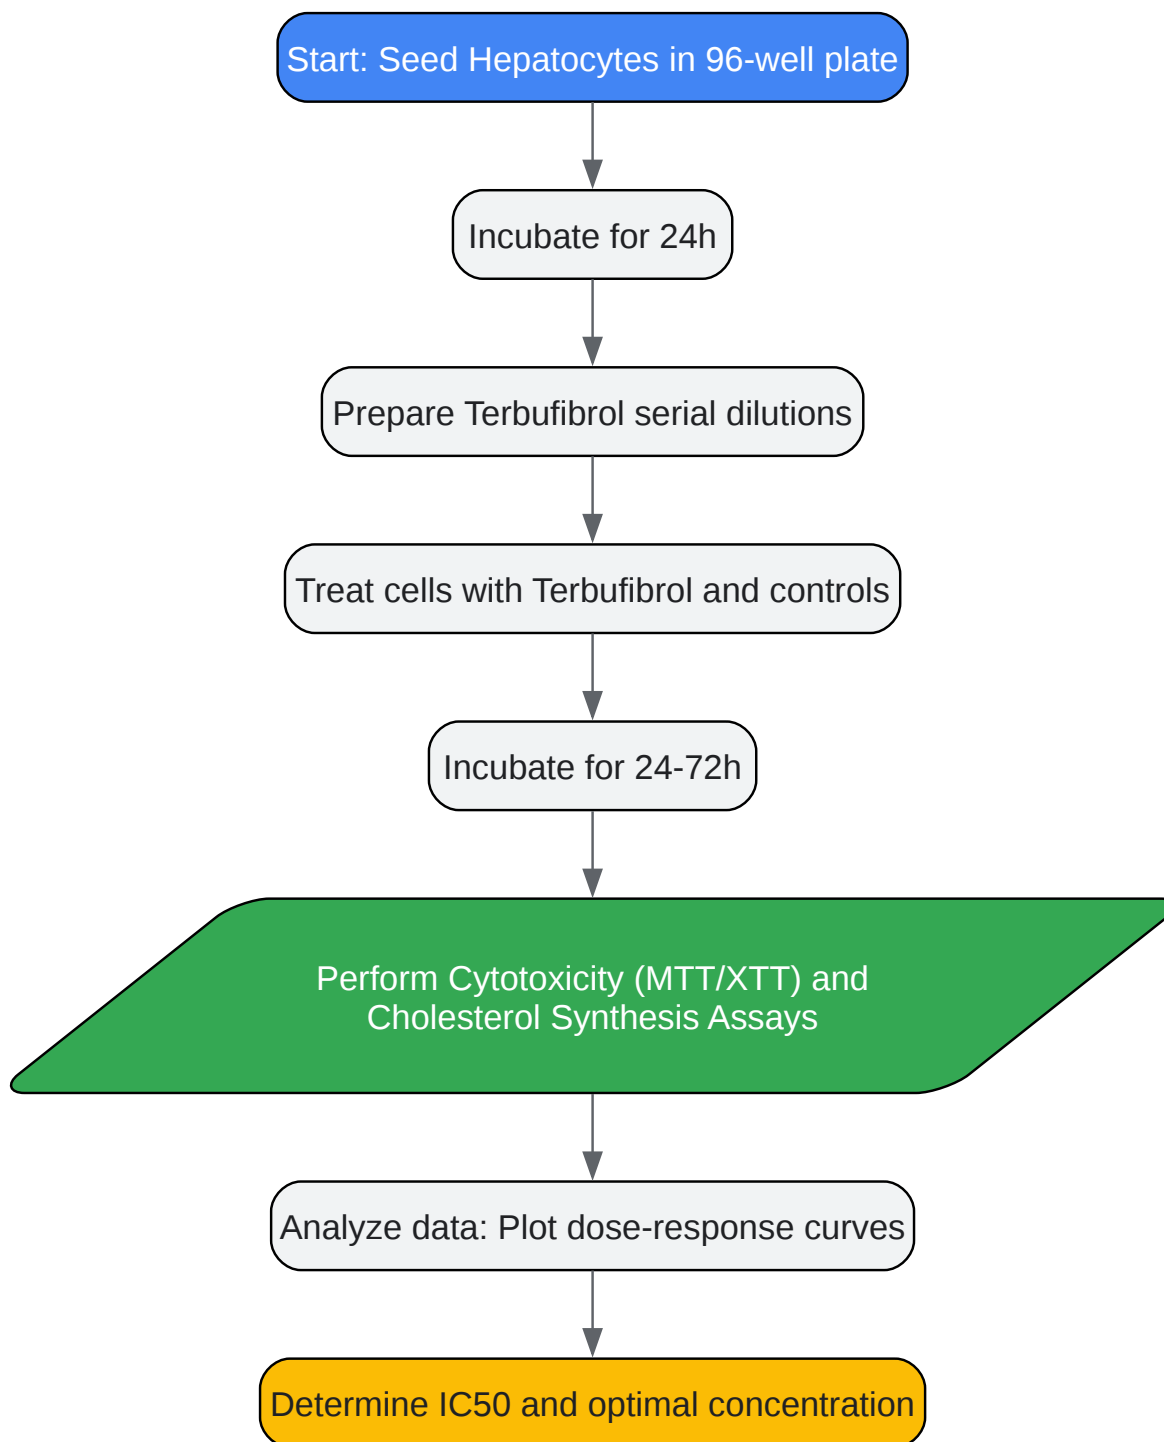 Start: Seed Hepatocytes in 96-well plate
Incubate for 24h
Prepare Terbufibrol serial dilutions
Treat cells with Terbufibrol and controls
Incubate for 24-72h
Perform Cytotoxicity (MTT/XTT) and
Cholesterol Synthesis Assays
Analyze data: Plot dose-response curves
Determine IC50 and optimal concentration